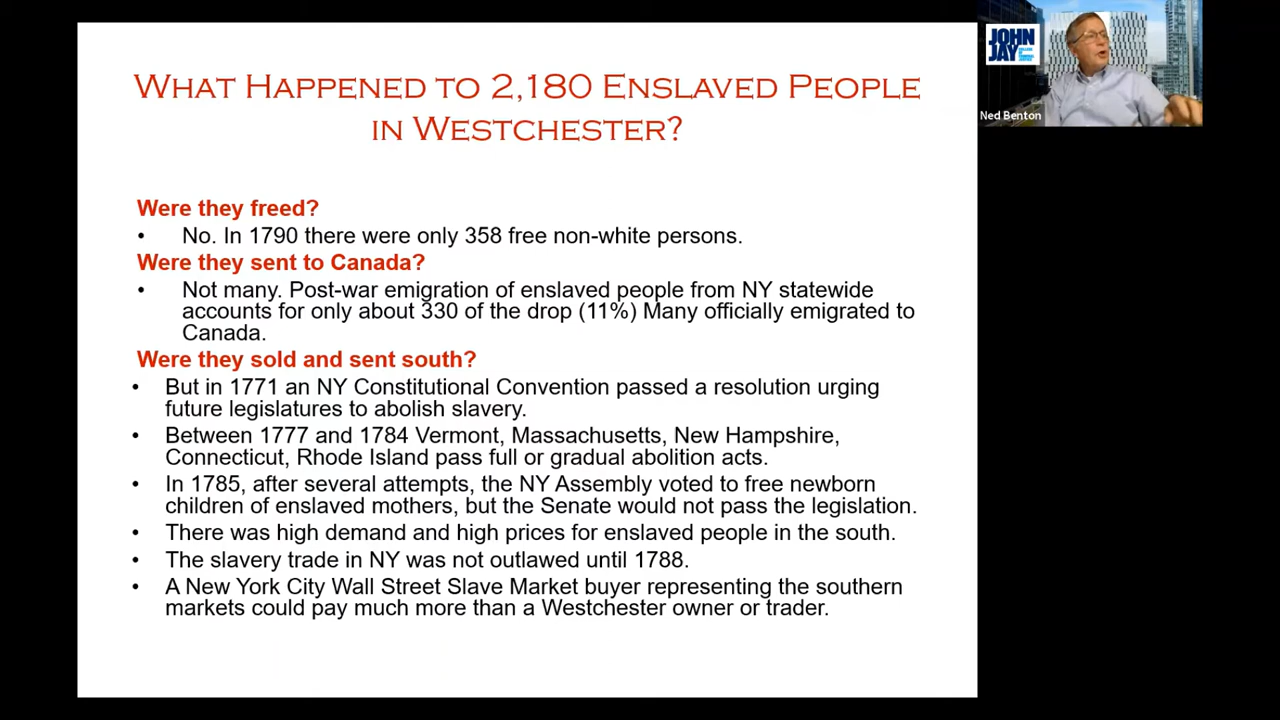 WHAT HAPPENED TO 2,180 ENSLAVED PEOPLE
IN WESTCHESTER?
Were they freed?
• No. In 1790 there were only 358 free non-white persons.
Were they sent to Canada?
• Not many. Post-war emigration of enslaved people from NY statewide
accounts for only about 330 of the drop (11%) Many officially emigrated to
Canada.
Were they sold and sent south?
• But in 1771 an NY Constitutional Convention passed a resolution urging
future legislatures to abolish slavery.
• Between 1777 and 1784 Vermont, Massachusetts, New Hampshire,
Connecticut, Rhode Island pass full or gradual abolition acts.
• In 1785, after several attempts, the NY Assembly voted to free newborn
children of enslaved mothers, but the Senate would not pass the legislation.
• There was high demand and high prices for enslaved people in the south.
• The slavery trade in NY was not outlawed until 1788.
• A New York City Wall Street Slave Market buyer representing the southern
markets could pay much more than a Westchester owner or trader.
JOHN
JAY
Ned Benton